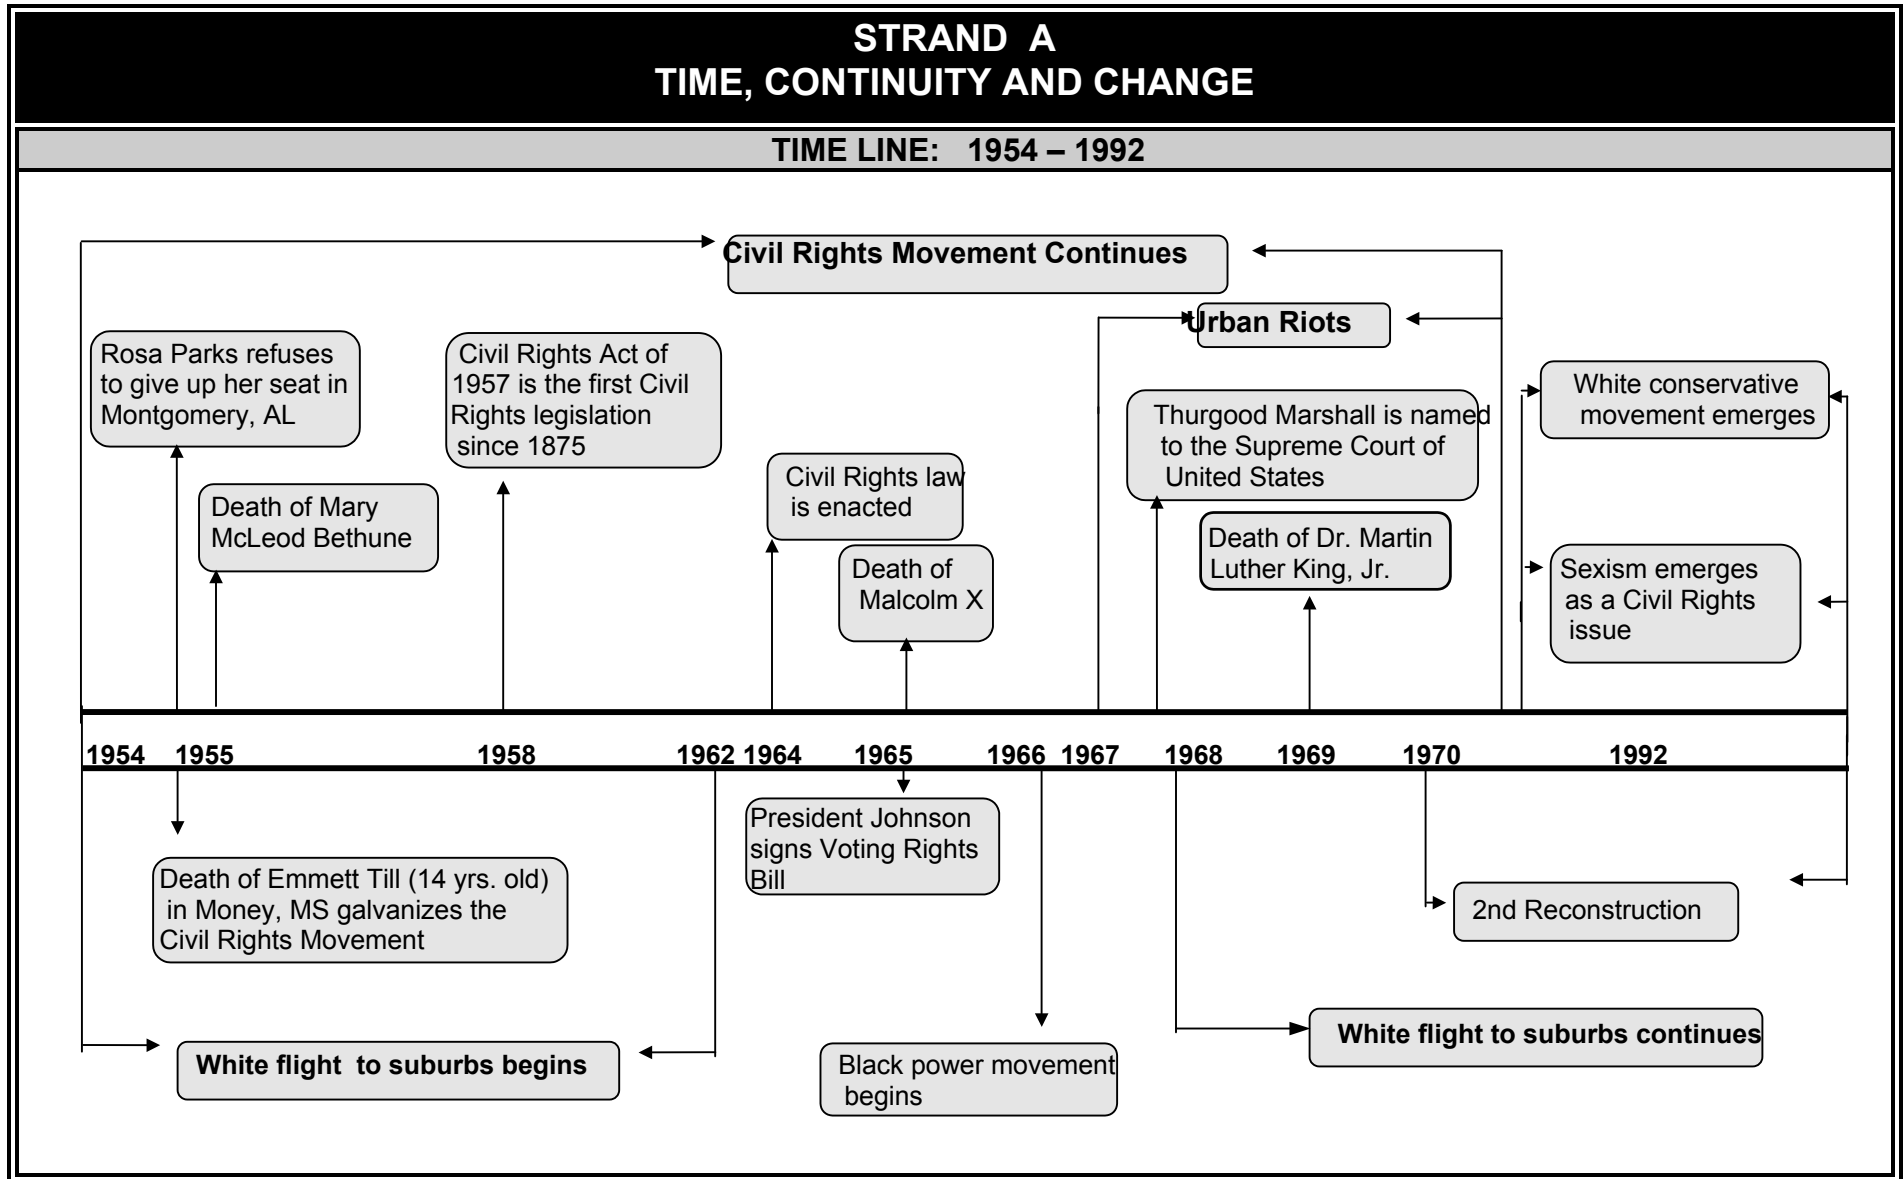 STRAND A
TIME, CONTINUITY AND CHANGE
TIME LINE: 1954 – 1992
Civil Rights Movement Continues
Urban Riots
Rosa Parks refuses
to give up her seat in
Montgomery, AL
Civil Rights Act of
1957 is the first Civil
Rights legislation
since 1875
White conservative
movement emerges
Thurgood Marshall is named
to the Supreme Court of
United States
Civil Rights law
is enacted
Death of Mary
McLeod Bethune
Death of Dr. Martin
Luther King, Jr.
Death of
Malcolm X
Sexism emerges
as a Civil Rights
issue
1954 1955 1958 1962 1964 1965 1966 1967 1968 1969 1970 1992
President Johnson
signs Voting Rights
Bill
Death of Emmett Till (14 yrs. old)
in Money, MS galvanizes the
Civil Rights Movement
2nd Reconstruction
White flight to suburbs continues
White flight to suburbs begins
Black power movement
begins